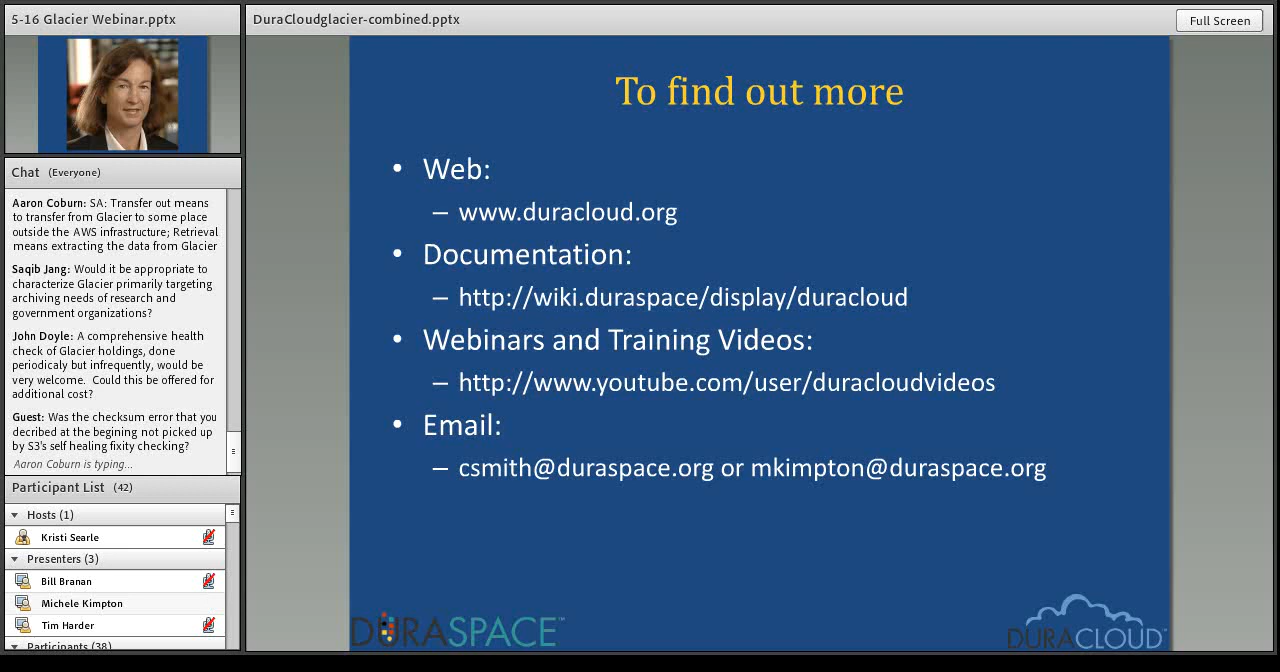 5-16 Glacier Webinar.pptx
Chat (Everyone)
Aaron Coburn: SA: Transfer out means
to transfer from Glacier to some place
outside the AWS infrastructure; Retrieval
means extracting the data from Glacier
Saqib Jang: Would it be appropriate to
characterize Glacier primarily targeting
archiving needs of research and
government organizations?
John Doyle: A comprehensive health
check of Glacier holdings, done
periodicaly but infrequently, would be
very welcome. Could this be offered for
additional cost?
Guest: Was the checksum error that you
decribed at the begining not picked up
by S3's self healing fixity checking?
Aaron Coburn is typing...
Participant List (42)
Hosts (1)
Kristi Searle
Presenters (3)
Bill Branan
Michele Kimpton
Tim Harder
Participants (38)
DuraCloudglacier-combined.pptx
Full Screen
To find out more
• Web:
– www.duracloud.org
• Documentation:
– http://wiki.duraspace/display/duracloud
• Webinars and Training Videos:
– http://www.youtube.com/user/duracloudvideos
• Email:
– csmith@duraspace.org or mkimpton@duraspace.org
DURASPACE™
DURACLOUD™